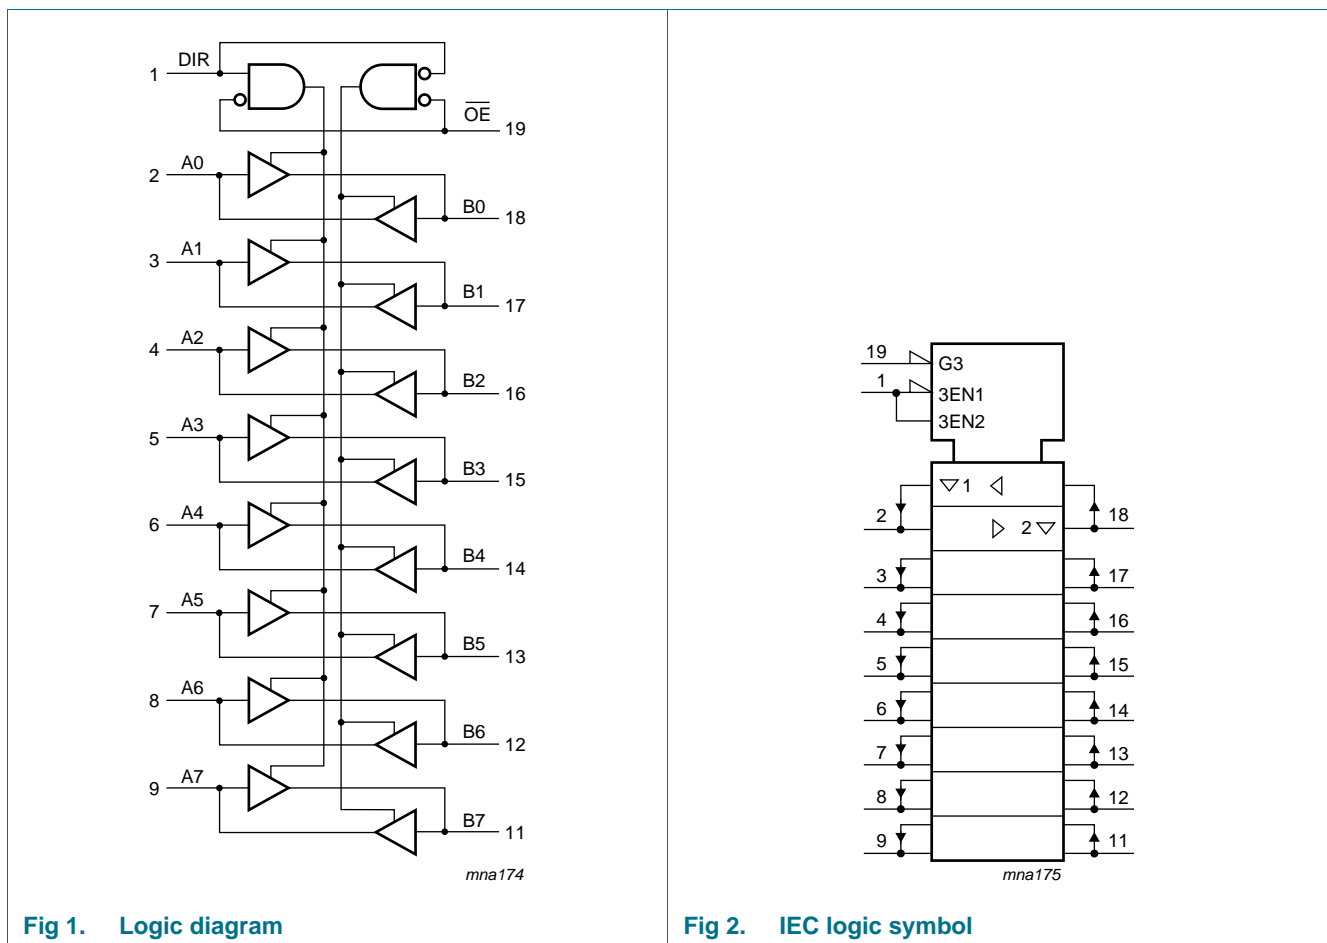 DIR
1
OE
19
A0
2
B0
18
A1
3
B1
17
A2
4
B2
16
A3
5
B3
15
A4
6
B4
14
A5
7
B5
13
A6
8
B6
12
A7
9
B7
11
mna174
Fig 1. Logic diagram
19
G3
1
3EN1
3EN2
1
2
18
2
3
17
4
16
5
15
6
14
7
13
8
12
9
11
mna175
Fig 2. IEC logic symbol